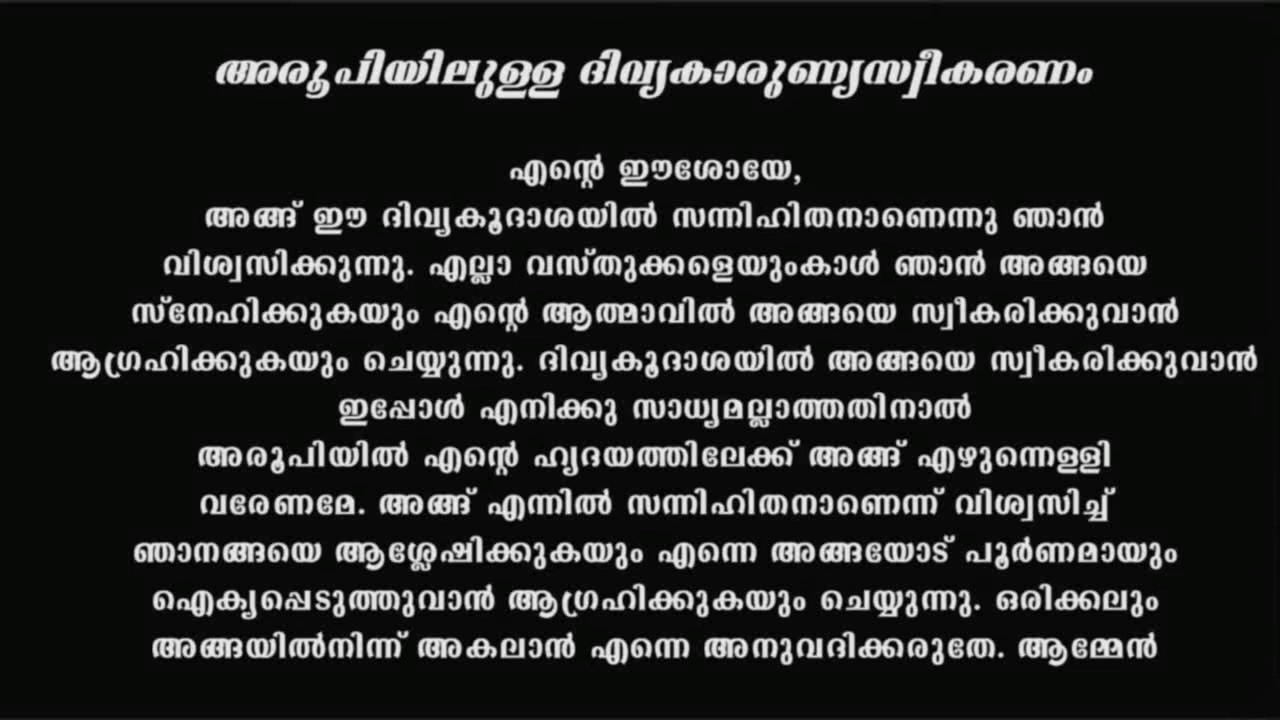 അരൂപിയിലുള്ള ദിവ്യകാരുണ്യസ്വീകരണം
എന്റെ ഈശോയേ,
അങ്ങ് ഈ ദിവ്യകൂദാശയിൽ സന്നിഹിതനാണെന്നു ഞാൻ
വിശ്വസിക്കുന്നു. എല്ലാ വസ്തുക്കളെയുംകാൾ ഞാൻ അങ്ങയെ
സ്നേഹിക്കുകയും എന്റെ ആത്മാവിൽ അങ്ങയെ സ്വീകരിക്കുവാൻ
ആഗ്രഹിക്കുകയും ചെയ്യുന്നു. ദിവ്യകൂദാശയിൽ അങ്ങയെ സ്വീകരിക്കുവാൻ
ഇപ്പോൾ എനിക്കു സാധ്യമല്ലാത്തതിനാൽ
അരൂപിയിൽ എന്റെ ഹൃദയത്തിലേക്ക് അങ്ങ് എഴുന്നെള്ളി
വരേണമേ. അങ്ങ് എന്നിൽ സന്നിഹിതനാണെന്ന് വിശ്വസിച്ച്
ഞാനങ്ങയെ ആശ്ലേഷിക്കുകയും എന്നെ അങ്ങയോട് പൂർണമായും
ഐക്യപ്പെടുത്തുവാൻ ആഗ്രഹിക്കുകയും ചെയ്യുന്നു. ഒരിക്കലും
അങ്ങയിൽനിന്ന് അകലാൻ എന്നെ അനുവദിക്കരുതേ. ആമ്മേൻ